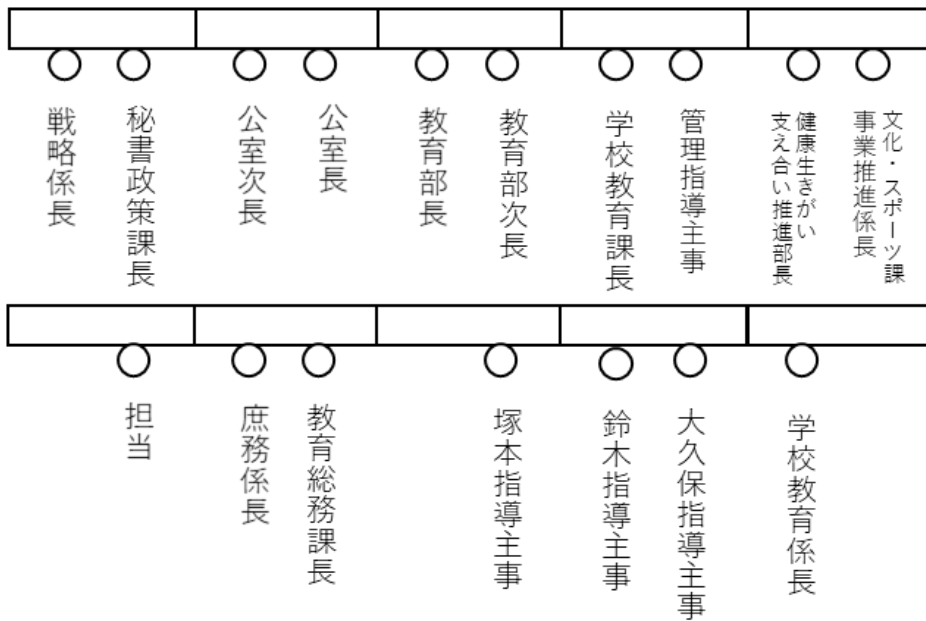 戦略係長
秘書政策課長
公室次長
公室長
教育部長
教育部次長
学校教育課長
管理指導主事
健康生きがい
支え合い推進部長
文化・スポーツ課
事業推進係長
担当
庶務係長
教育総務課長
塚本指導主事
鈴木指導主事
大久保指導主事
学校教育係長